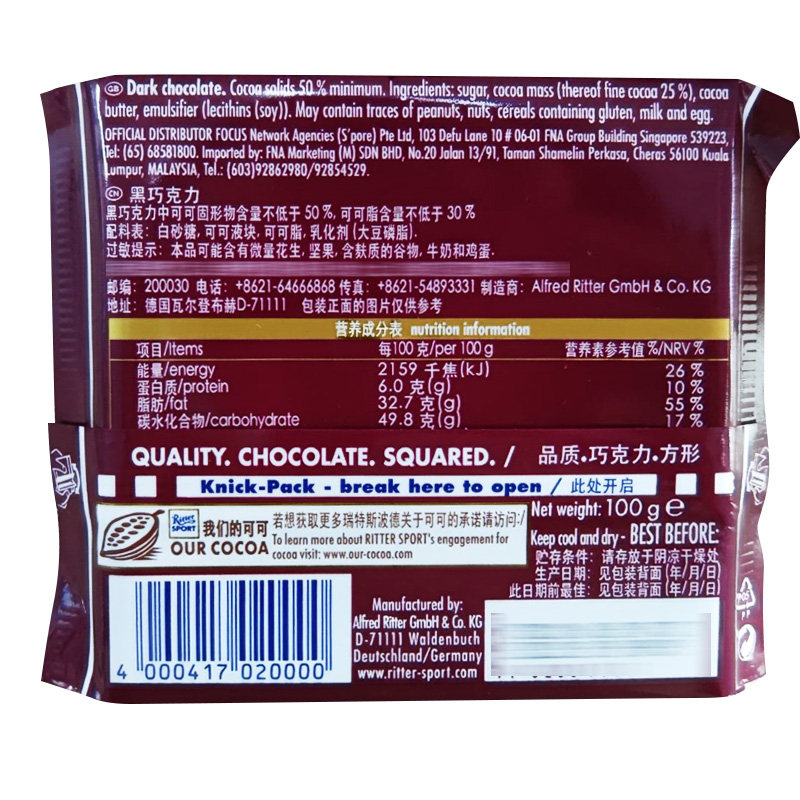 GB Dark chocolate. Cocoa solids 50 % minimum. Ingredients: sugar, cocoa mass (thereof fine cocoa 25 %), cocoa
butter, emulsifier (lecithins (soy)). May contain traces of peanuts, nuts, cereals containing gluten, milk and egg.
OFFICIAL DISTRIBUTOR FOCUS Network Agencies (S'pore) Pte Ltd, 103 Defu Lane 10 # 06-01 FNA Group Building Singapore 539223,
Tel: (65) 68581800. Imported by: FNA Marketing (M) SDN BHD, No.20 Jalan 13/91, Taman Shamelin Perkasa, Cheras 56100 Kuala
Lumpur, MALAYSIA, Tel.: (603)92862980/92854529.
CN 黑巧克力
黑巧克力中可可固形物含量不低于 50 %, 可可脂含量不低于 30 %
配料表: 白砂糖, 可可液块, 可可脂, 乳化剂 (大豆磷脂).
过敏提示: 本品可能含有微量花生, 坚果, 含麸质的谷物, 牛奶和鸡蛋.
邮编: 200030 电话: +8621-64666868 传真: +8621-54893331 制造商: Alfred Ritter GmbH & Co. KG
地址: 德国瓦尔登布赫D-71111 包装正面的图片仅供参考
营养成分表 nutrition information
项目/Items 每100 克/per 100 g 营养素参考值 %/NRV %
能量/energy 2159 千焦(kJ) 26 %
蛋白质/protein 6.0 克(g) 10 %
脂肪/fat 32.7 克(g) 55 %
碳水化合物/carbohydrate 49.8 克(g) 17 %
QUALITY. CHOCOLATE. SQUARED. / 品质.巧克力.方形
Knick-Pack - break here to open / 此处开启
Ritter SPORT
我们的可可
OUR COCOA
若想获取更多瑞特斯波德关于可可的承诺请访问:/
To learn more about RITTER SPORT's engagement for
cocoa visit: www.our-cocoa.com
Net weight: 100 g e
Keep cool and dry - BEST BEFORE:
贮存条件: 请存放于阴凉干燥处
生产日期: 见包装背面 (年/月/日)
此日期前最佳: 见包装背面 (年/月/日)
4 000417 020000
Manufactured by:
Alfred Ritter GmbH & Co. KG
D-71111 Waldenbuch
Deutschland/Germany
www.ritter-sport.com